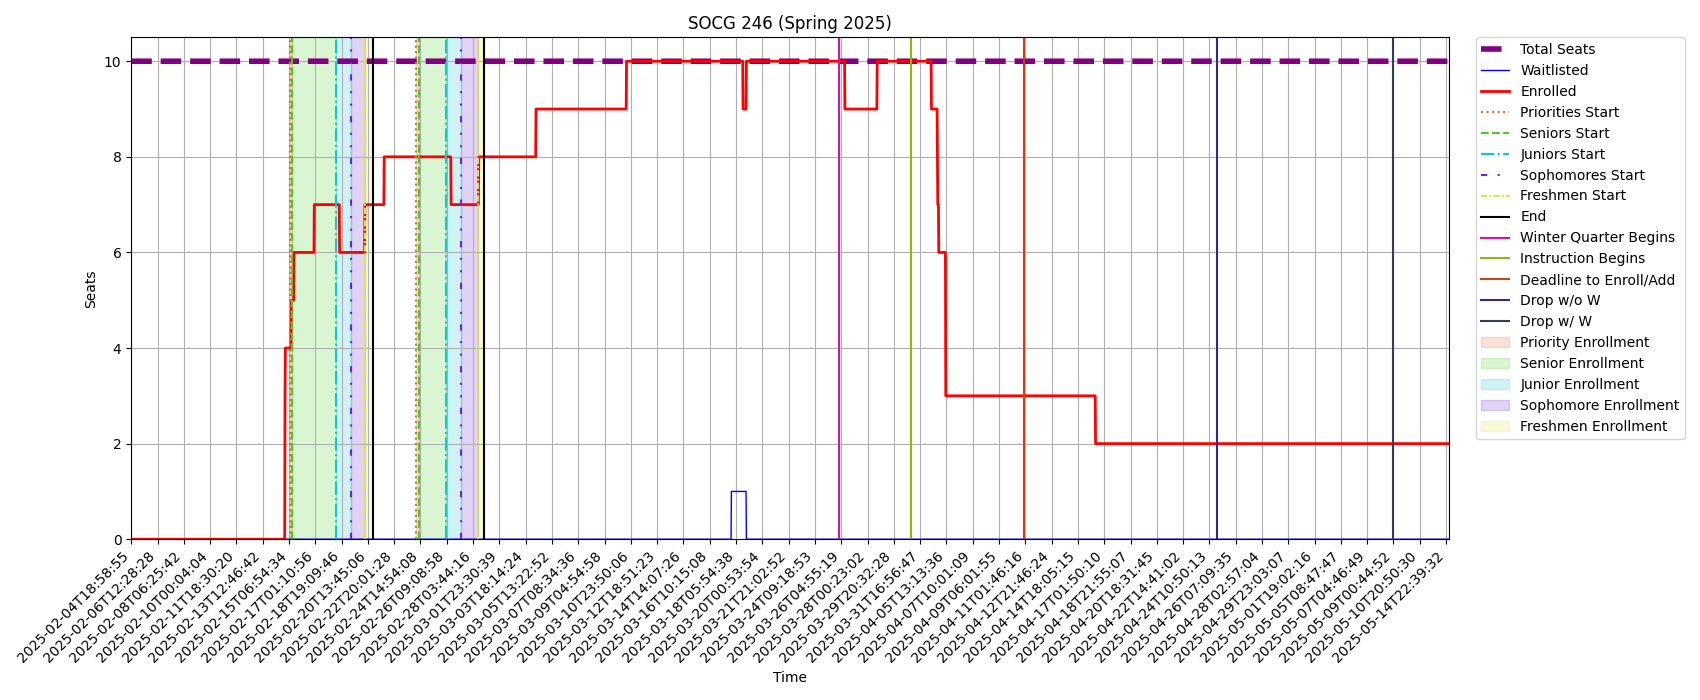 SOCG 246 (Spring 2025)
Seats
10
8
6
4
2
0
2025-02-04T18:58:55
2025-02-06T12:28:28
2025-02-08T06:25:42
2025-02-10T00:04:04
2025-02-11T18:30:20
2025-02-13T12:46:42
2025-02-15T06:54:34
2025-02-17T01:10:56
2025-02-18T19:09:46
2025-02-20T13:45:06
2025-02-22T20:01:28
2025-02-24T14:54:08
2025-02-26T09:08:50
2025-02-28T03:44:16
2025-03-01T23:30:39
2025-03-03T18:14:24
2025-03-05T13:22:52
2025-03-07T08:34:36
2025-03-09T04:54:58
2025-03-10T23:50:06
2025-03-12T18:51:23
2025-03-14T14:07:26
2025-03-16T10:15:08
2025-03-18T05:54:38
2025-03-20T00:53:54
2025-03-21T21:02:52
2025-03-24T09:18:53
2025-03-26T04:55:19
2025-03-28T00:23:02
2025-03-29T20:32:28
2025-03-31T16:56:47
2025-04-05T13:13:36
2025-04-07T10:01:09
2025-04-09T06:01:55
2025-04-11T01:46:16
2025-04-12T21:46:24
2025-04-14T18:05:15
2025-04-17T01:50:10
2025-04-18T21:55:07
2025-04-20T18:31:45
2025-04-22T14:41:02
2025-04-24T10:50:13
2025-04-26T07:09:35
2025-04-28T02:57:04
2025-04-29T23:03:07
2025-05-01T19:02:16
2025-05-05T08:47:47
2025-05-07T04:46:49
2025-05-09T00:44:52
2025-05-10T20:50:30
2025-05-14T22:39:32
Time
Total Seats
Waitlisted
Enrolled
Priorities Start
Seniors Start
Juniors Start
Sophomores Start
Freshmen Start
End
Winter Quarter Begins
Instruction Begins
Deadline to Enroll/Add
Drop w/o W
Drop w/ W
Priority Enrollment
Senior Enrollment
Junior Enrollment
Sophomore Enrollment
Freshmen Enrollment